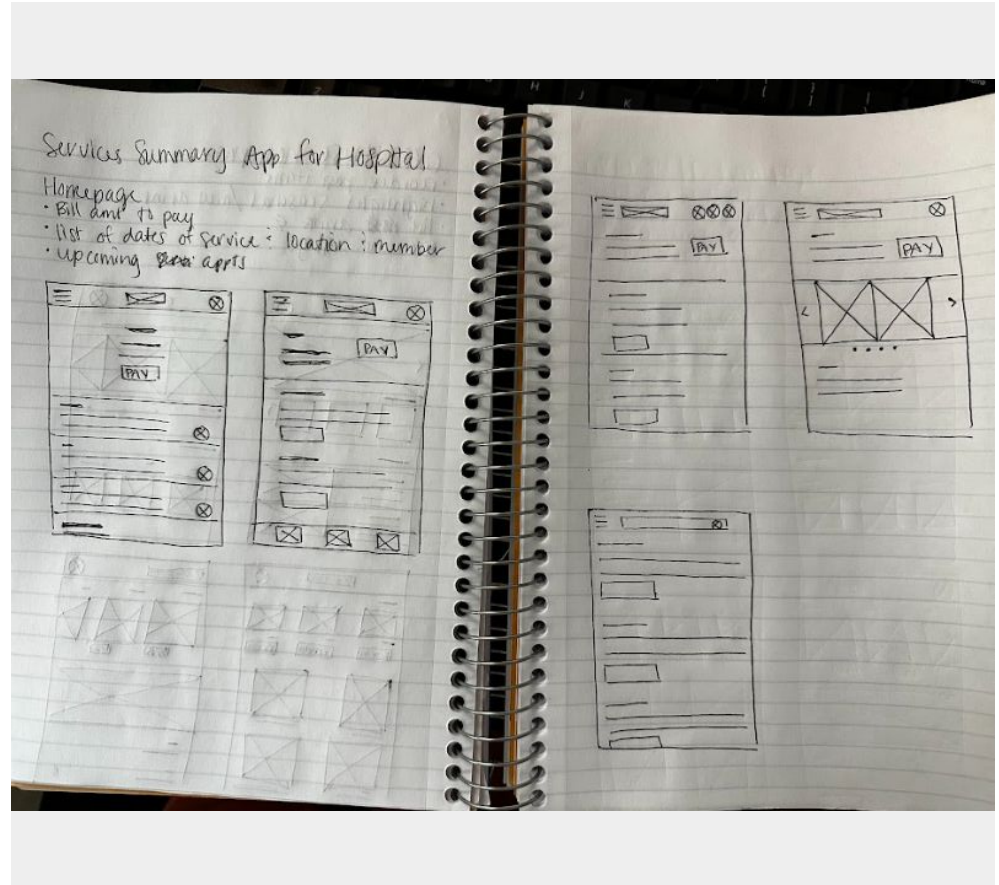 Services Summary App for Hospital
Homepage
• Bill amt to pay
• list of dates of service : location : member
• upcoming appts
PAY
PAY
PAY
PAY